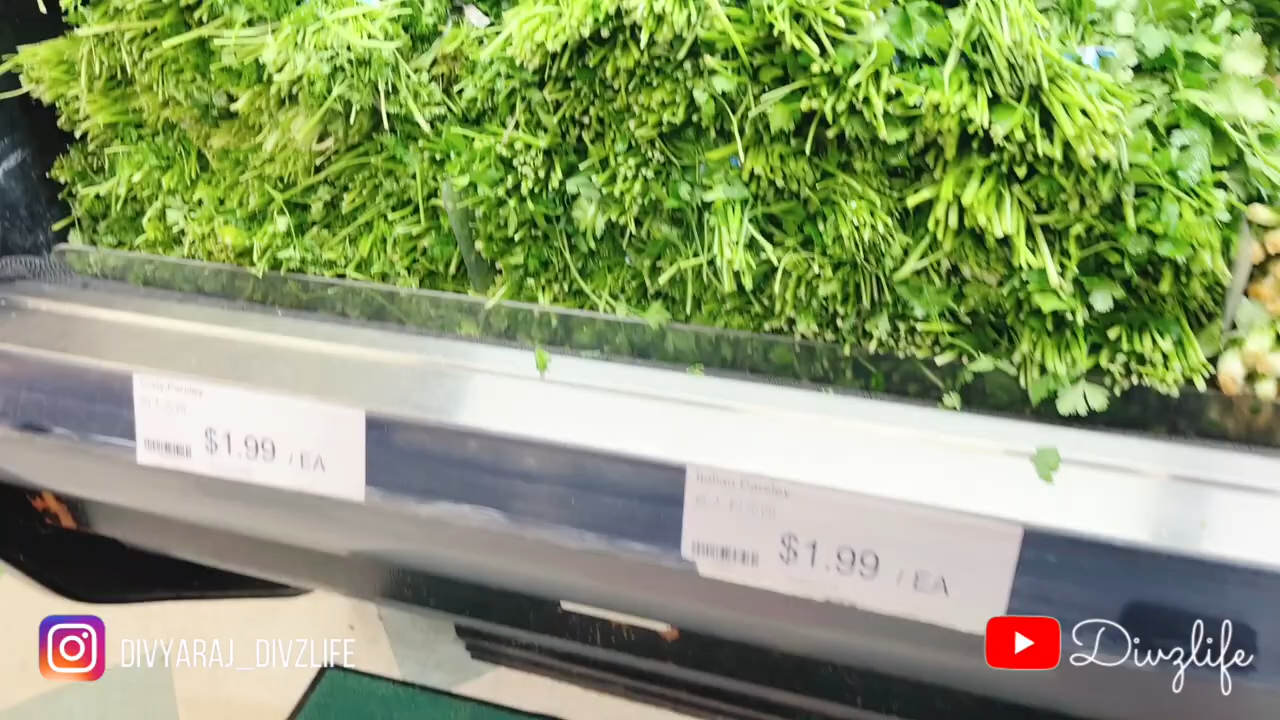 Curly Parsley
$1.99 / EA
Italian Parsley
$1.99 / EA
DIVYARAJ_DIVZLIFE
Divzlife